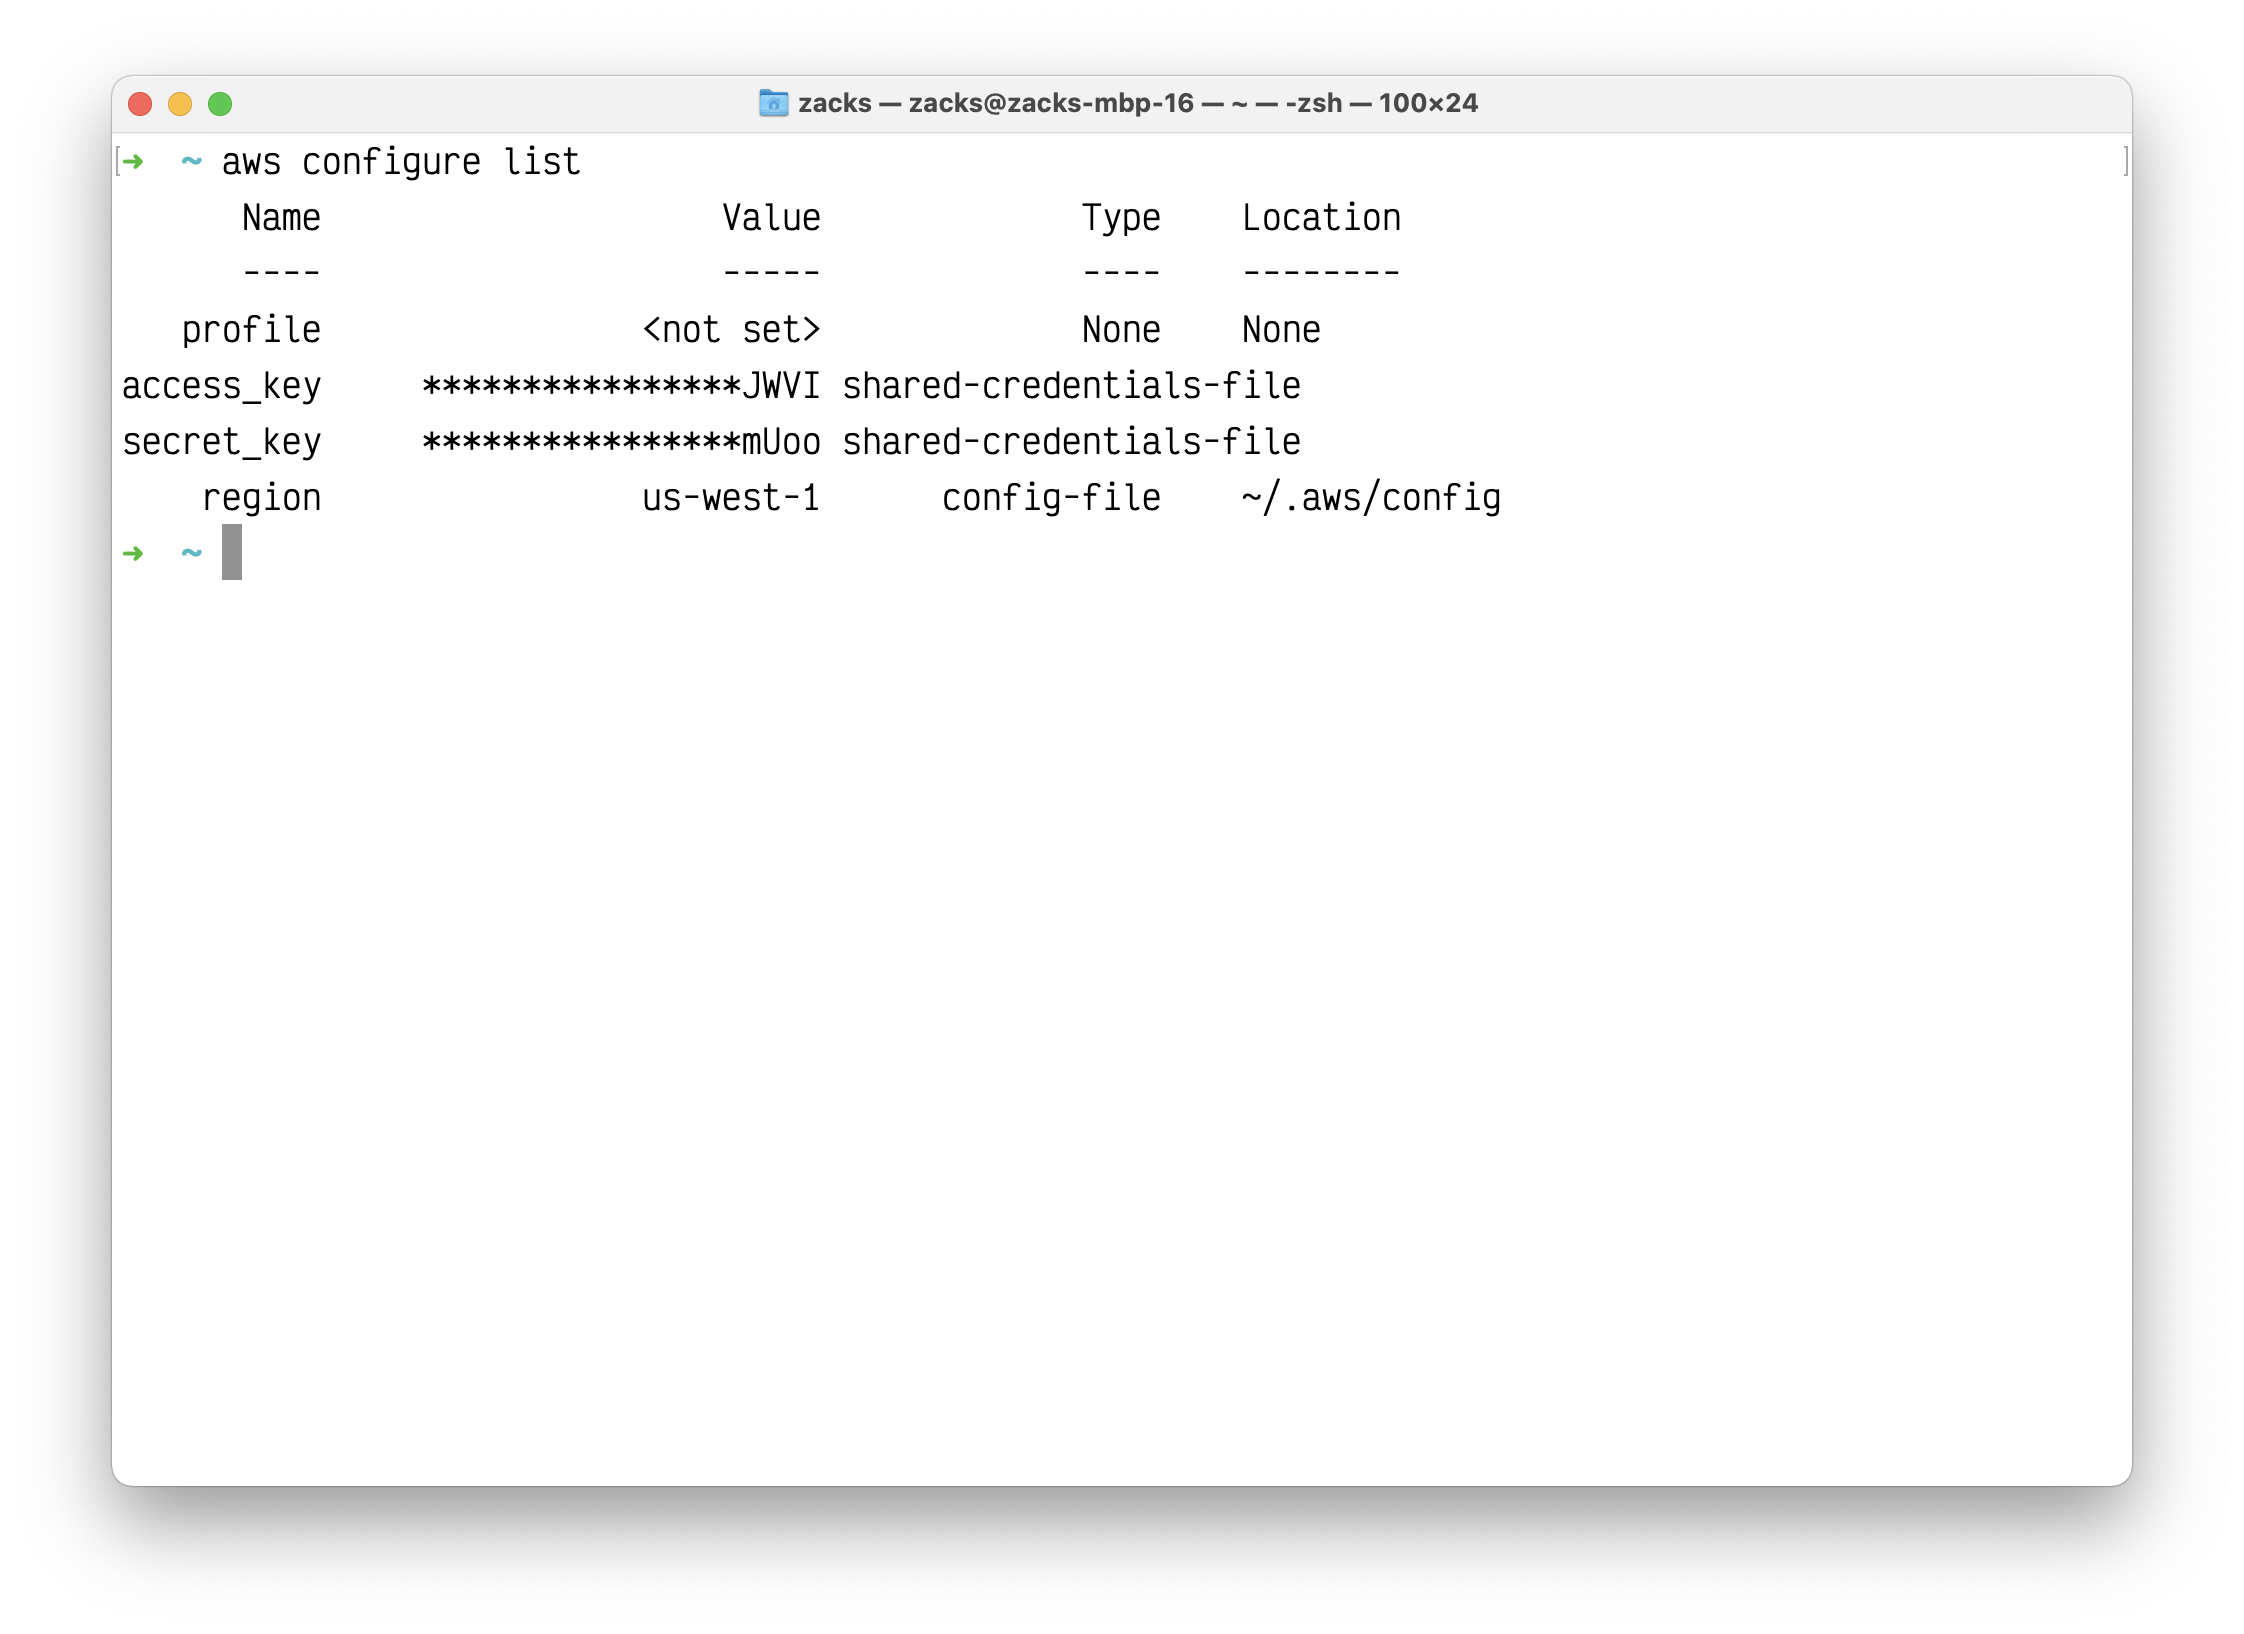 zacks — zacks@zacks-mbp-16 — ~ — -zsh — 100×24
➜  ~ aws configure list
      Name                    Value             Type    Location
      ----                    -----             ----    --------
   profile                <not set>             None    None
access_key     ****************JWVI shared-credentials-file
secret_key     ****************mUoo shared-credentials-file
    region                us-west-1      config-file    ~/.aws/config
➜  ~